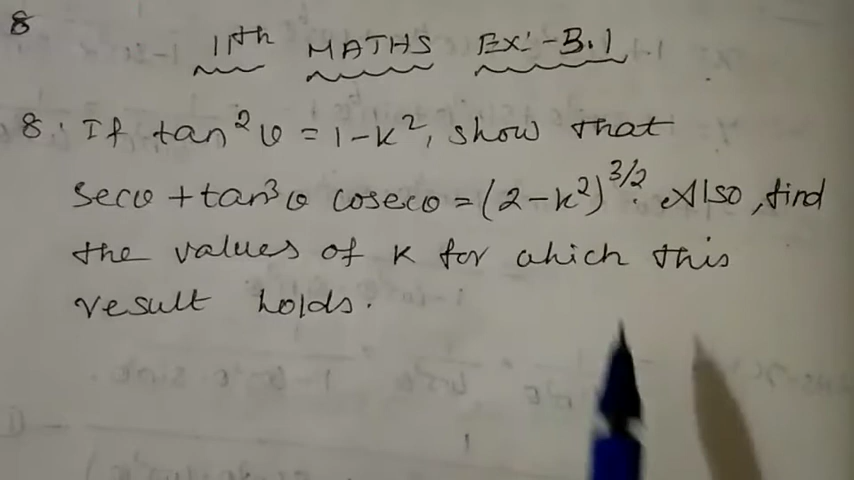 8
11th MATHS EX:-3.1
8. If tan²θ = 1-k², show that
secθ + tan³θ cosecθ = (2-k²)^3/2. Also, find
the values of k for which this
result holds.